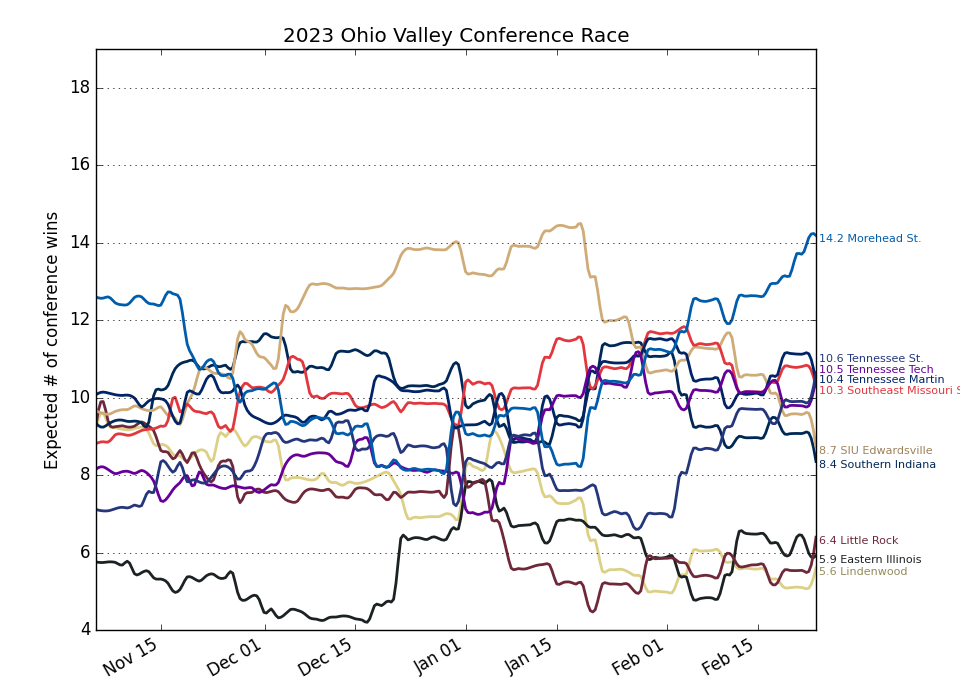 2023 Ohio Valley Conference Race
Expected # of conference wins
18
16
14
12
10
8
6
4
Nov 15
Dec 01
Dec 15
Jan 01
Jan 15
Feb 01
Feb 15
14.2 Morehead St.
10.6 Tennessee St.
10.5 Tennessee Tech
10.4 Tennessee Martin
10.3 Southeast Missouri S
8.7 SIU Edwardsville
8.4 Southern Indiana
6.4 Little Rock
5.9 Eastern Illinois
5.6 Lindenwood